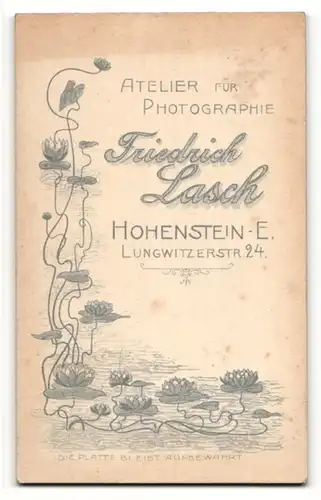 ATELIER FÜR
PHOTOGRAPHIE
Friedrich
Lasch
HOHENSTEIN-E.
LUNGWITZERSTR. 24.
DIE PLATTE BLEIBT AUFBEWAHRT